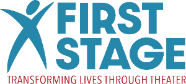 FIRST
STAGE
TRANSFORMING LIVES THROUGH THEATER